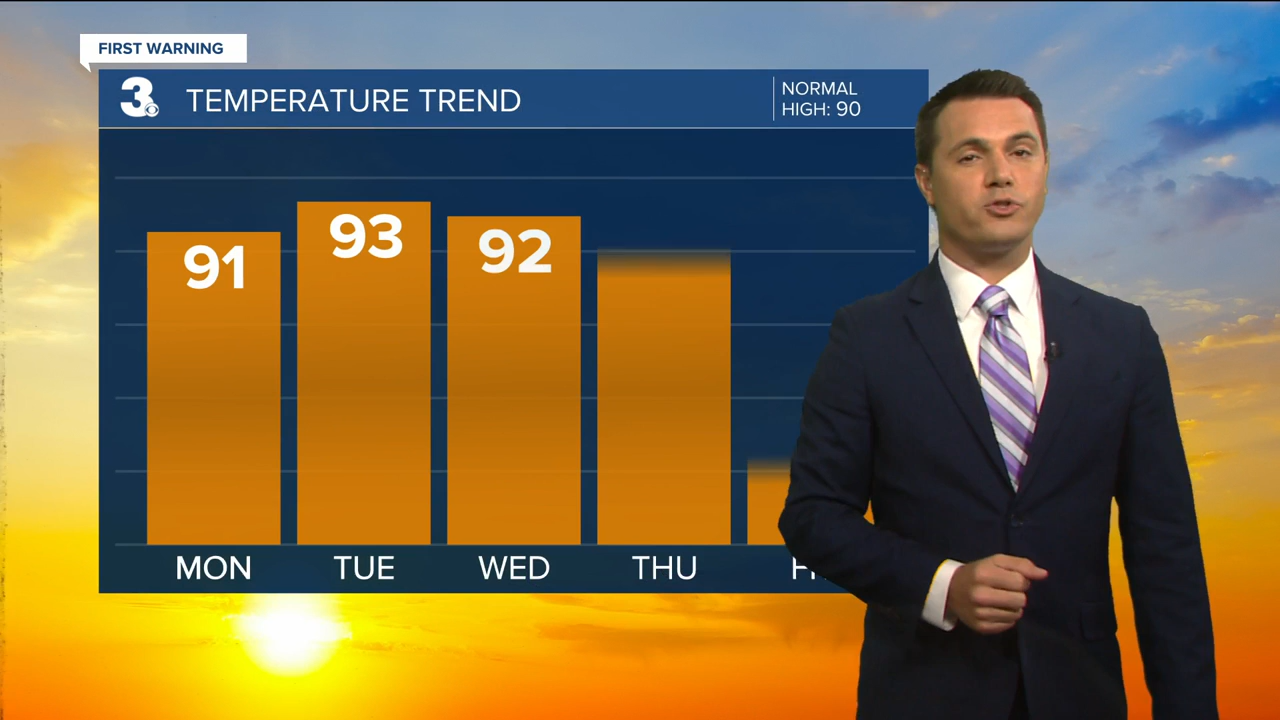 FIRST WARNING
3
TEMPERATURE TREND
NORMAL
HIGH: 90
91
93
92
MON
TUE
WED
THU